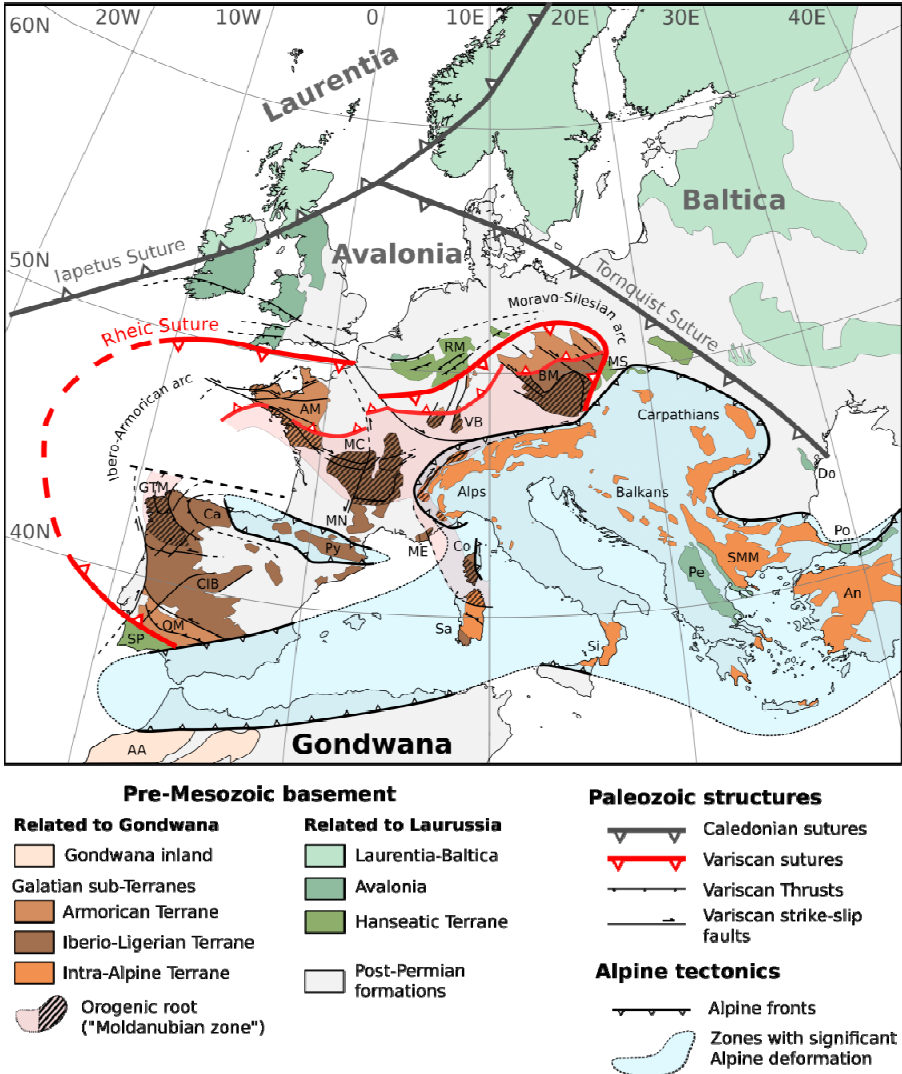 60N
20W
10W
0
10E
20E
30E
40E
Laurentia
Baltica
Avalonia
Iapetus Suture
50N
Tornquist Suture
Moravo-Silesian arc
Rheic Suture
RM
MS
BM
Ibero-Armorican arc
AM
VB
Carpathians
MC
Do
GTM
Alps
Balkans
Ca
MN
Po
40N
Py
ME
Co
SMM
Pe
CIB
An
OM
SP
Sa
Si
AA
Gondwana
Pre-Mesozoic basement
Related to Gondwana
Gondwana inland
Galatian sub-Terranes
Armorican Terrane
Iberio-Ligerian Terrane
Intra-Alpine Terrane
Orogenic root
("Moldanubian zone")
Related to Laurussia
Laurentia-Baltica
Avalonia
Hanseatic Terrane
Post-Permian
formations
Paleozoic structures
Caledonian sutures
Variscan sutures
Variscan Thrusts
Variscan strike-slip
faults
Alpine tectonics
Alpine fronts
Zones with significant
Alpine deformation